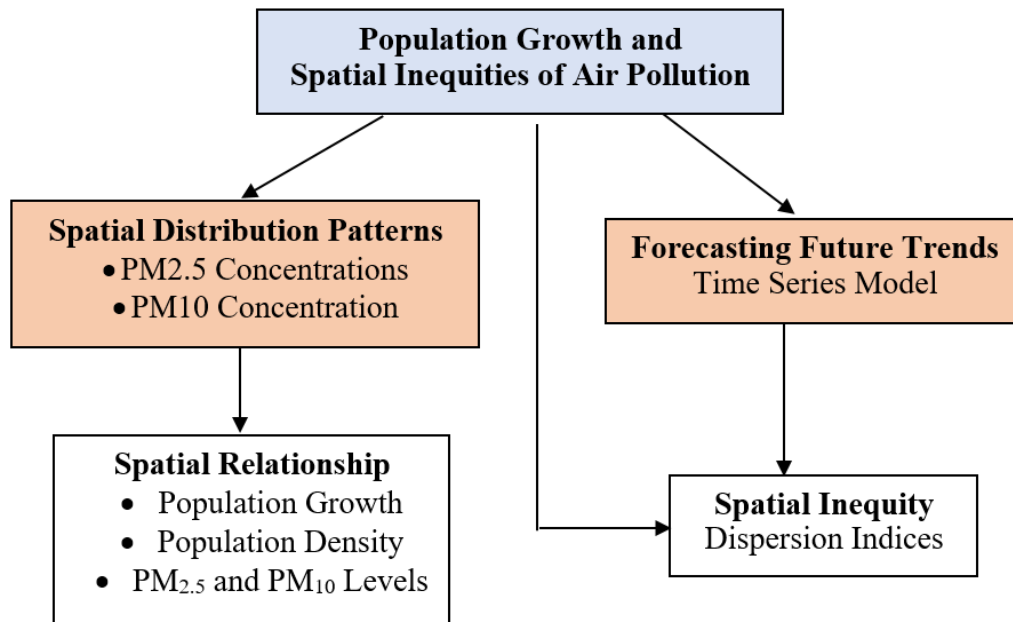 Population Growth and
Spatial Inequities of Air Pollution
Spatial Distribution Patterns
• PM2.5 Concentrations
• PM10 Concentration
Forecasting Future Trends
Time Series Model
Spatial Relationship
• Population Growth
• Population Density
• PM₂.₅ and PM₁₀ Levels
Spatial Inequity
Dispersion Indices